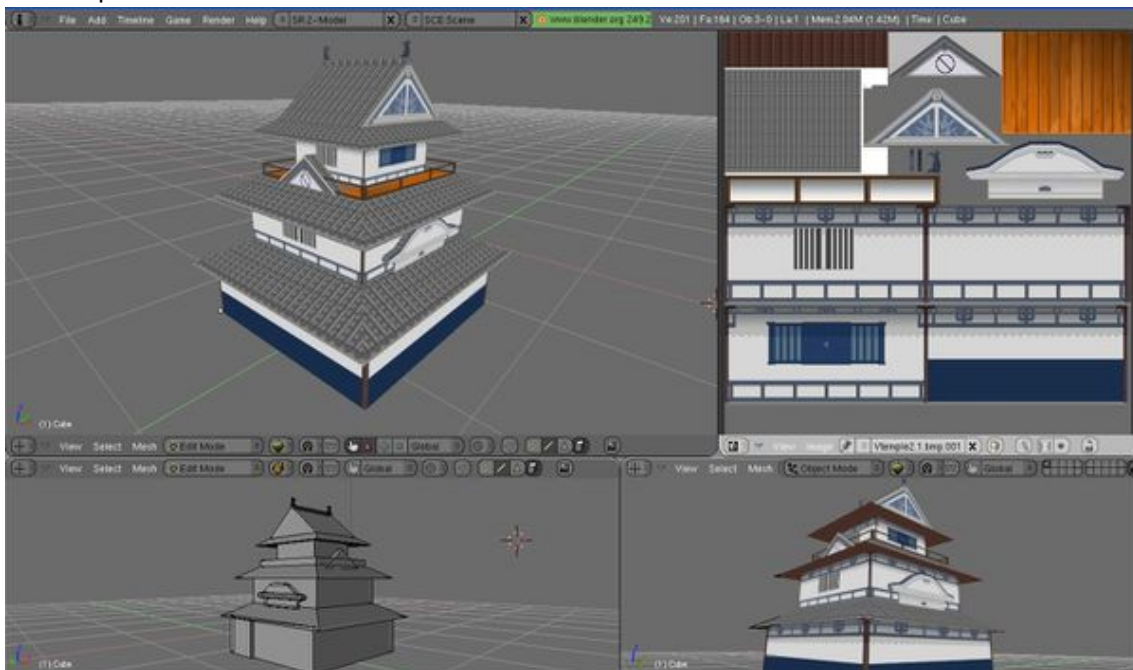 File Add Timeline Game Render Help SR:2-Model X SCE:Scene X www.blender.org 249.2 Ve:201 | Fa:164 | Ob:3-0 | La:1 | Mem:2.04M (1.42M) | Time: | Cube
(1) Cube
View Select Mesh Edit Mode Global
View Image Vtemple2.1.bmp.001 X
View Select Mesh Edit Mode Global
View Select Mesh Object Mode Global
(1) Cube
(1) Cube